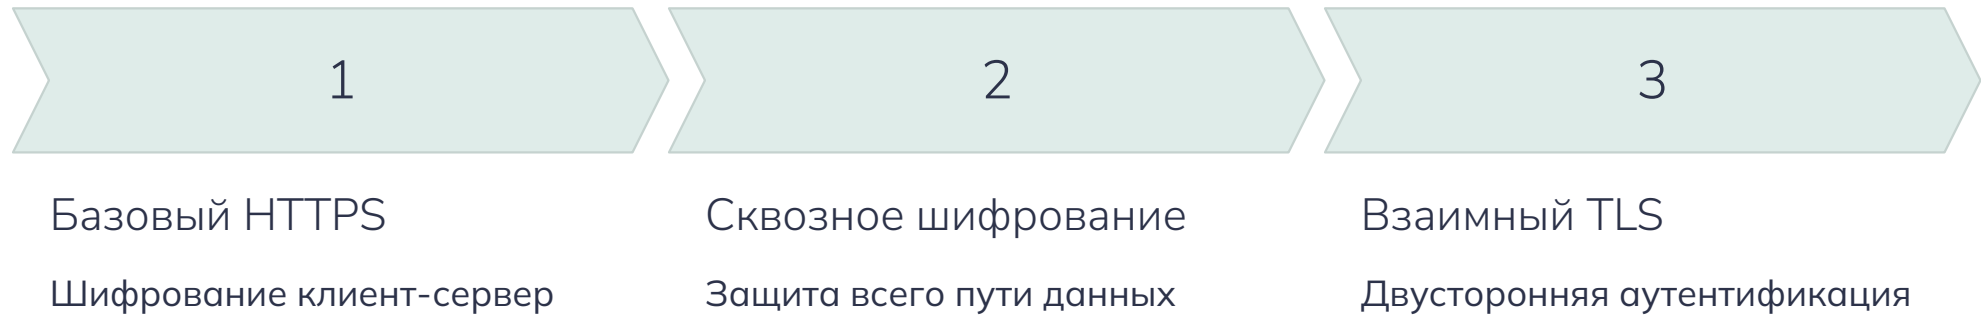 1
2
3
Базовый HTTPS
Сквозное шифрование
Взаимный TLS
Шифрование клиент-сервер
Защита всего пути данных
Двусторонняя аутентификация